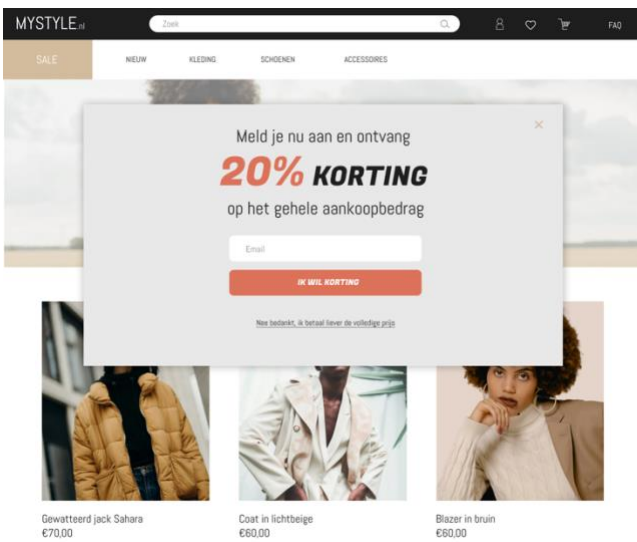 MYSTYLE.nl
Zoek
FAQ
SALE
NIEUW
KLEDING
SCHOENEN
ACCESSOIRES
Meld je nu aan en ontvang
20% KORTING
op het gehele aankoopbedrag
Email
IK WIL KORTING
Nee bedankt, ik betaal liever de volledige prijs
Gewatteerd jack Sahara
€70,00
Coat in lichtbeige
€60,00
Blazer in bruin
€60,00